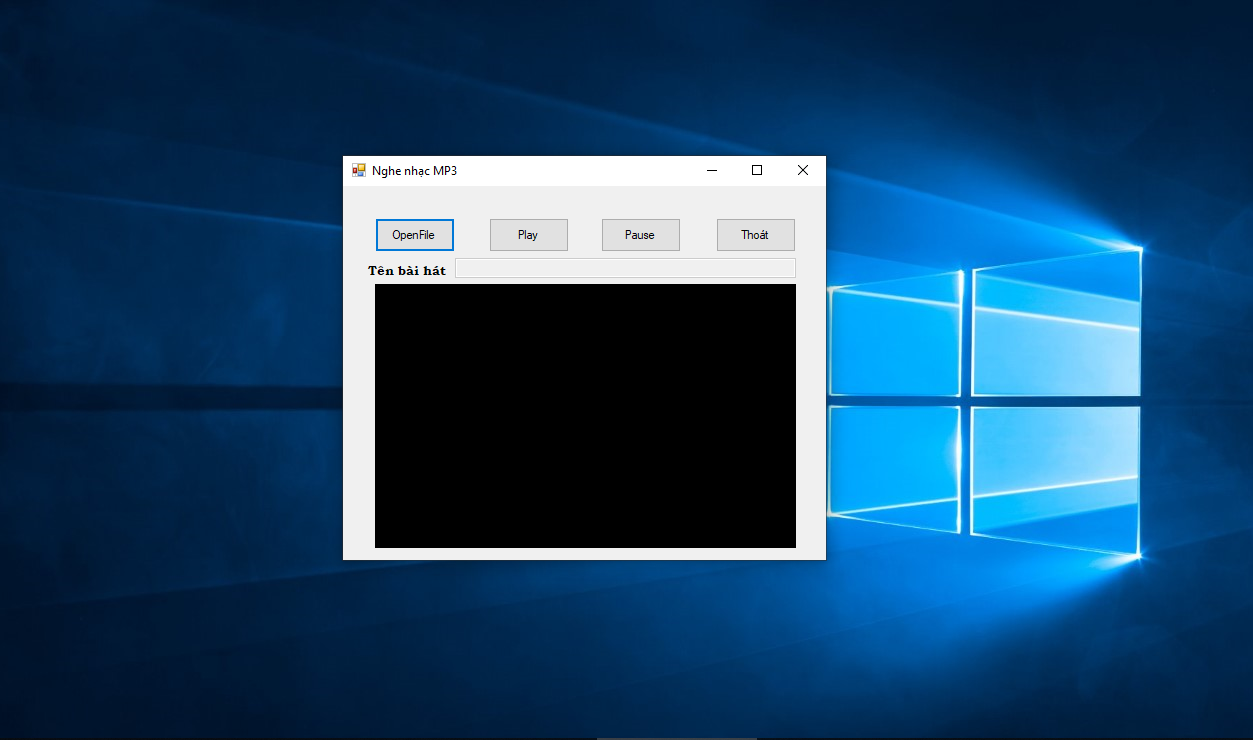 Nghe nhạc MP3
OpenFile Play Pause Thoát
Tên bài hát